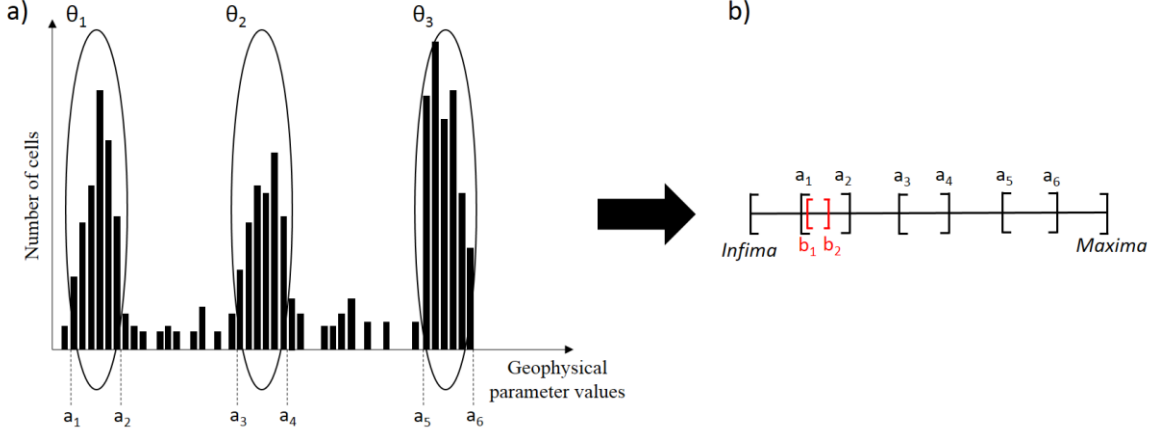 a)
θ₁
θ₂
θ₃
Number of cells
Geophysical
parameter values
a₁
a₂
a₃
a₄
a₅
a₆
b)
a₁
a₂
a₃
a₄
a₅
a₆
b₁
b₂
Infima
Maxima